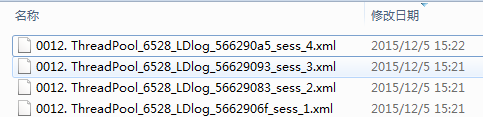 名称 修改日期
0012. ThreadPool_6528_LDlog_566290a5_sess_4.xml 2015/12/5 15:22
0012. ThreadPool_6528_LDlog_56629093_sess_3.xml 2015/12/5 15:21
0012. ThreadPool_6528_LDlog_56629083_sess_2.xml 2015/12/5 15:21
0012. ThreadPool_6528_LDlog_5662906f_sess_1.xml 2015/12/5 15:21